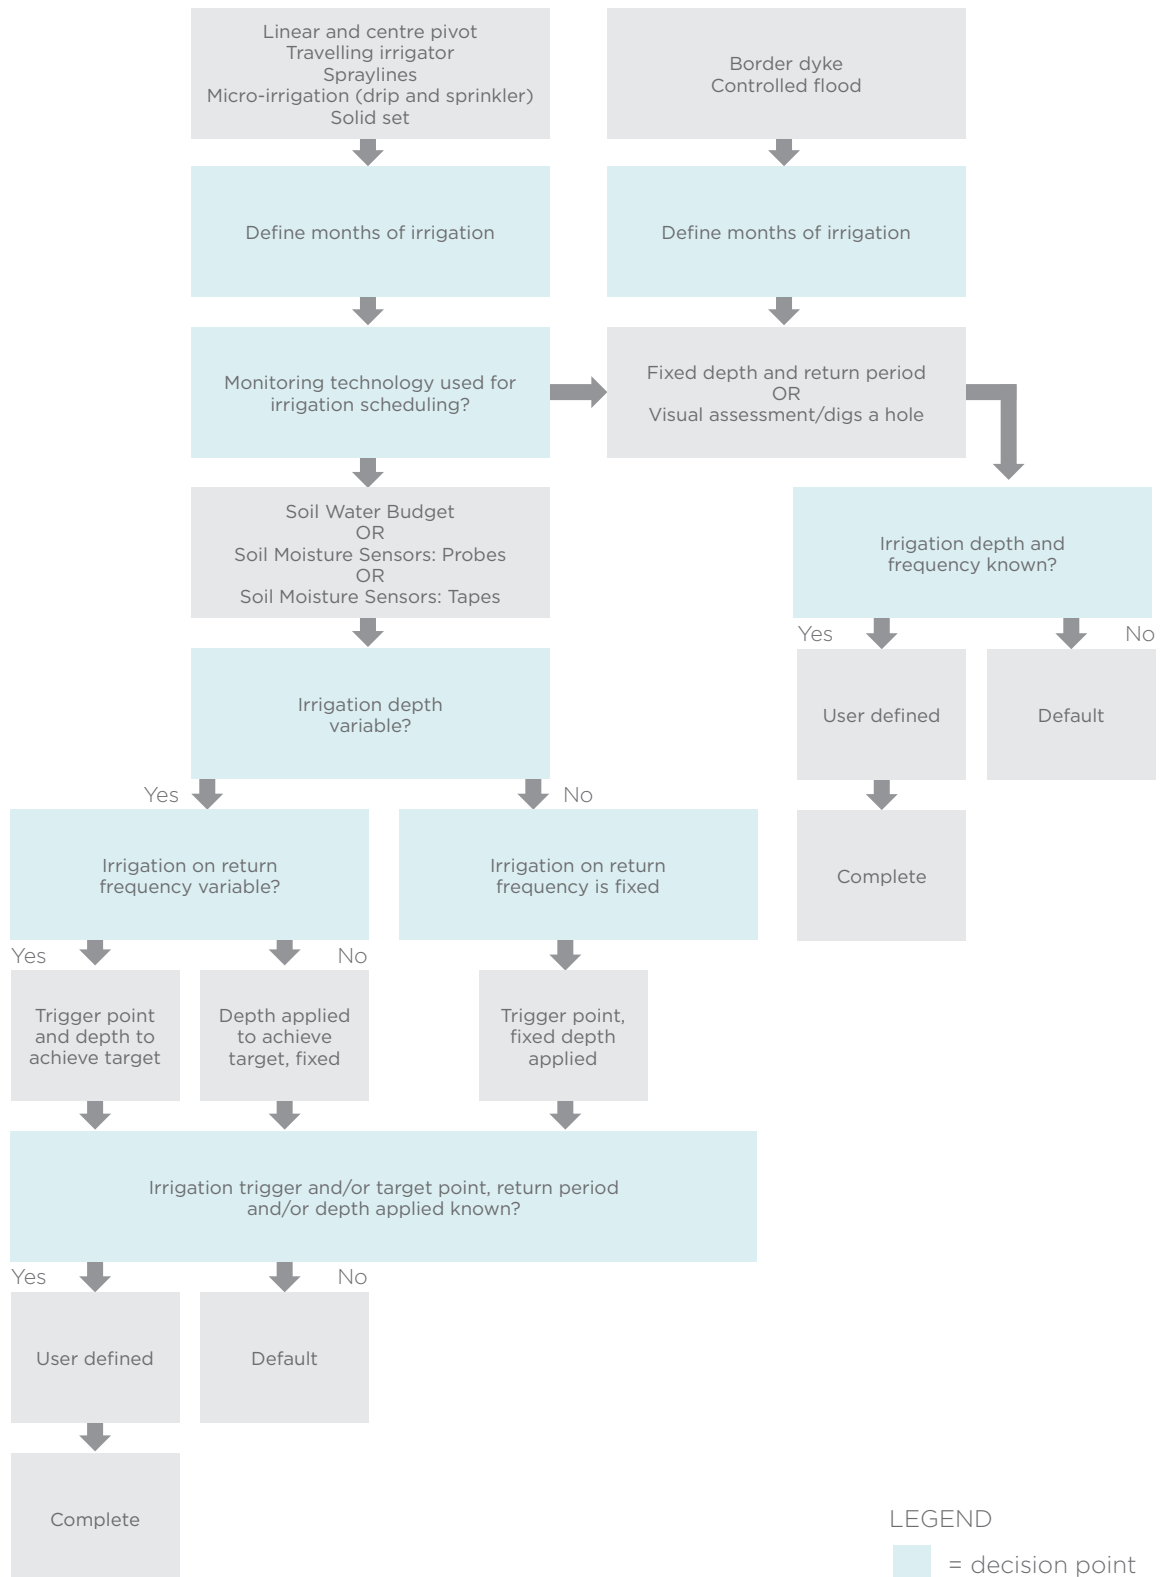 Linear and centre pivot
Travelling irrigator
Spraylines
Micro-irrigation (drip and sprinkler)
Solid set
Border dyke
Controlled flood
Define months of irrigation
Define months of irrigation
Monitoring technology used for
irrigation scheduling?
Fixed depth and return period
OR
Visual assessment/digs a hole
Soil Water Budget
OR
Soil Moisture Sensors: Probes
OR
Soil Moisture Sensors: Tapes
Irrigation depth and
frequency known?
Yes
No
User defined
Default
Complete
Irrigation depth
variable?
Yes
No
Irrigation on return
frequency variable?
Irrigation on return
frequency is fixed
Yes
No
Trigger point
and depth to
achieve target
Depth applied
to achieve
target, fixed
Trigger point,
fixed depth
applied
Irrigation trigger and/or target point, return period
and/or depth applied known?
Yes
No
User defined
Default
Complete
LEGEND
= decision point